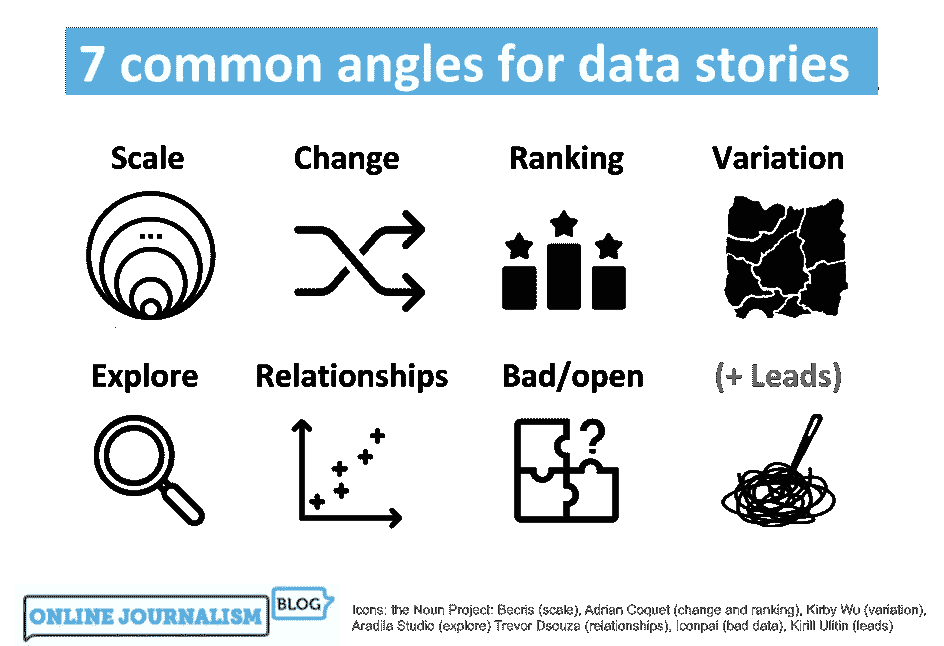 7 common angles for data stories
Scale
Change
Ranking
Variation
Explore
Relationships
Bad/open
(+ Leads)
?
ONLINE JOURNALISM
BLOG
Icons: the Noun Project: Becris (scale), Adrian Coquet (change and ranking), Kirby Wu (variation),
Aradila Studio (explore) Trevor Dsouza (relationships), Iconpai (bad data), Kirill Ulitin (leads)